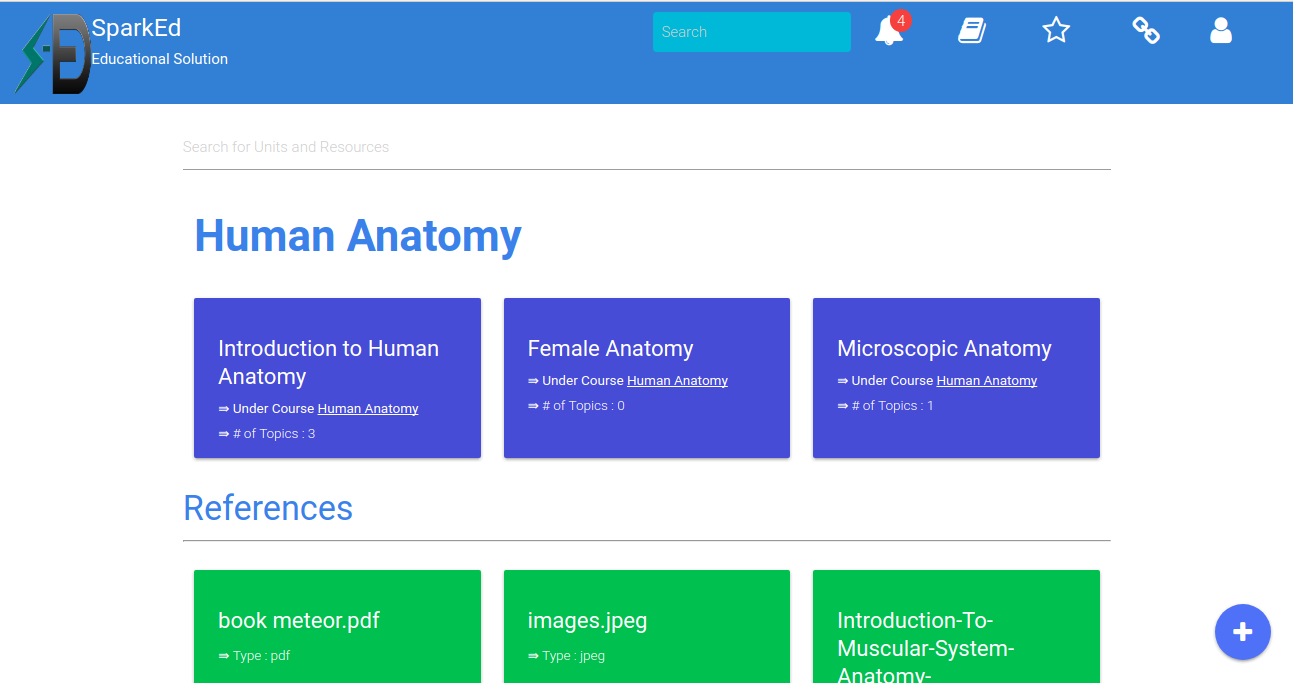 SparkEd
Educational Solution
Search
4
Search for Units and Resources
Human Anatomy
Introduction to Human
Anatomy
⇛ Under Course Human Anatomy
⇛ # of Topics : 3
Female Anatomy
⇛ Under Course Human Anatomy
⇛ # of Topics : 0
Microscopic Anatomy
⇛ Under Course Human Anatomy
⇛ # of Topics : 1
References
book meteor.pdf
⇛ Type : pdf
images.jpeg
⇛ Type : jpeg
Introduction-To-
Muscular-System-
Anatomy-